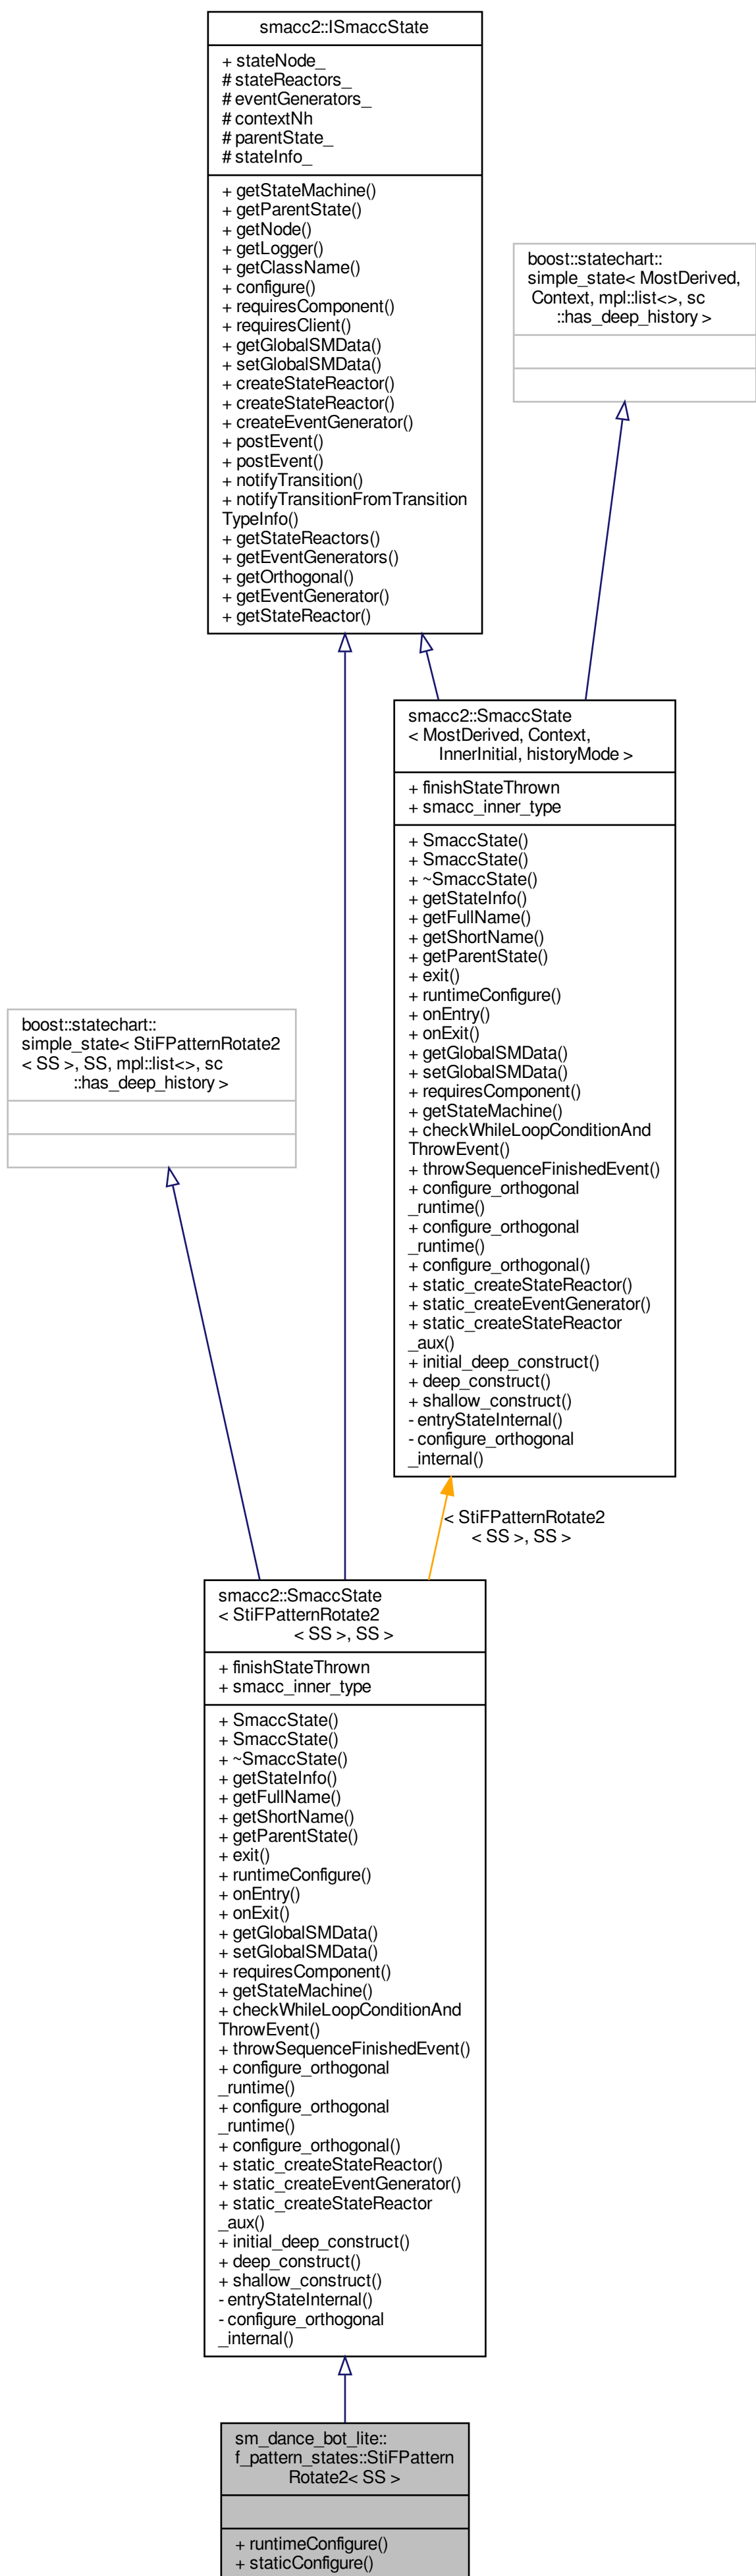 smacc2::ISmaccState
+ stateNode_
# stateReactors_
# eventGenerators_
# contextNh
# parentState_
# stateInfo_
+ getStateMachine()
+ getParentState()
+ getNode()
+ getLogger()
+ getClassName()
+ configure()
+ requiresComponent()
+ requiresClient()
+ getGlobalSMData()
+ setGlobalSMData()
+ createStateReactor()
+ createStateReactor()
+ createEventGenerator()
+ postEvent()
+ postEvent()
+ notifyTransition()
+ notifyTransitionFromTransition
TypeInfo()
+ getStateReactors()
+ getEventGenerators()
+ getOrthogonal()
+ getEventGenerator()
+ getStateReactor()
boost::statechart::
simple_state< MostDerived,
Context, mpl::list<>, sc
::has_deep_history >
smacc2::SmaccState
< MostDerived, Context,
InnerInitial, historyMode >
+ finishStateThrown
+ smacc_inner_type
+ SmaccState()
+ SmaccState()
+ ~SmaccState()
+ getStateInfo()
+ getFullName()
+ getShortName()
+ getParentState()
+ exit()
+ runtimeConfigure()
+ onEntry()
+ onExit()
+ getGlobalSMData()
+ setGlobalSMData()
+ requiresComponent()
+ getStateMachine()
+ checkWhileLoopConditionAnd
ThrowEvent()
+ throwSequenceFinishedEvent()
+ configure_orthogonal
_runtime()
+ configure_orthogonal
_runtime()
+ configure_orthogonal()
+ static_createStateReactor()
+ static_createEventGenerator()
+ static_createStateReactor
_aux()
+ initial_deep_construct()
+ deep_construct()
+ shallow_construct()
- entryStateInternal()
- configure_orthogonal
_internal()
boost::statechart::
simple_state< StiFPatternRotate2
< SS >, SS, mpl::list<>, sc
::has_deep_history >
< StiFPatternRotate2
< SS >, SS >
smacc2::SmaccState
< StiFPatternRotate2
< SS >, SS >
+ finishStateThrown
+ smacc_inner_type
+ SmaccState()
+ SmaccState()
+ ~SmaccState()
+ getStateInfo()
+ getFullName()
+ getShortName()
+ getParentState()
+ exit()
+ runtimeConfigure()
+ onEntry()
+ onExit()
+ getGlobalSMData()
+ setGlobalSMData()
+ requiresComponent()
+ getStateMachine()
+ checkWhileLoopConditionAnd
ThrowEvent()
+ throwSequenceFinishedEvent()
+ configure_orthogonal
_runtime()
+ configure_orthogonal
_runtime()
+ configure_orthogonal()
+ static_createStateReactor()
+ static_createEventGenerator()
+ static_createStateReactor
_aux()
+ initial_deep_construct()
+ deep_construct()
+ shallow_construct()
- entryStateInternal()
- configure_orthogonal
_internal()
sm_dance_bot_lite::
f_pattern_states::StiFPattern
Rotate2< SS >
+ runtimeConfigure()
+ staticConfigure()